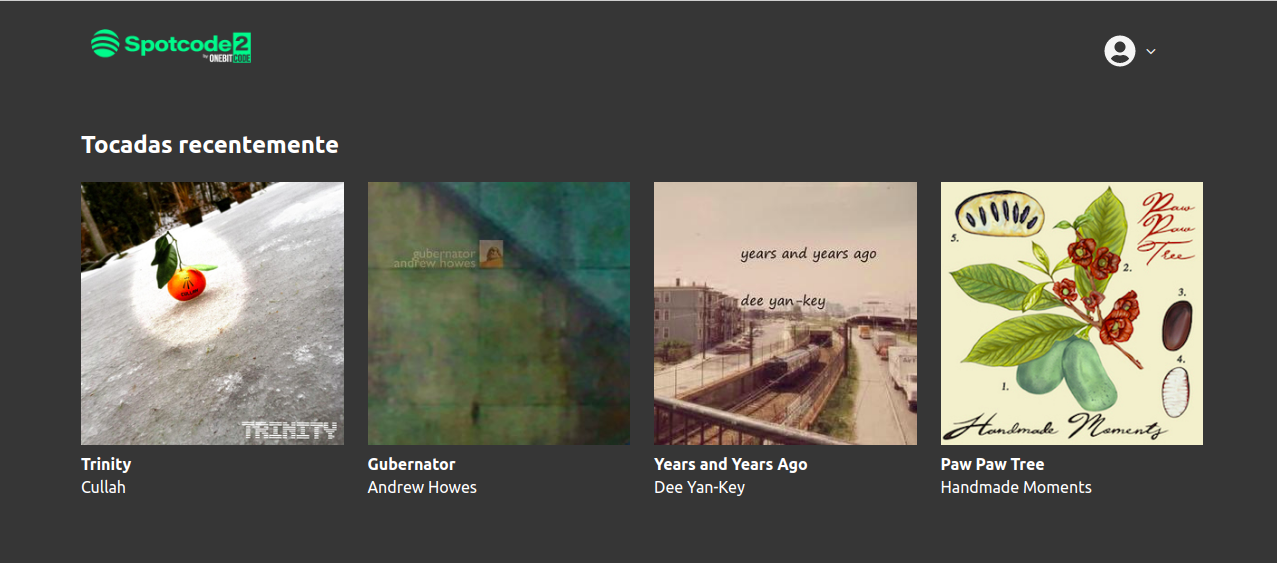 Spotcode2
by ONEBITCODE
Tocadas recentemente
TRINITY
Trinity
Cullah
gubernator
andrew howes
Gubernator
Andrew Howes
years and years ago
dee yan-key
Years and Years Ago
Dee Yan-Key
Paw
Paw
Tree
5.
2.
3.
4.
1.
Handmade Moments
Paw Paw Tree
Handmade Moments